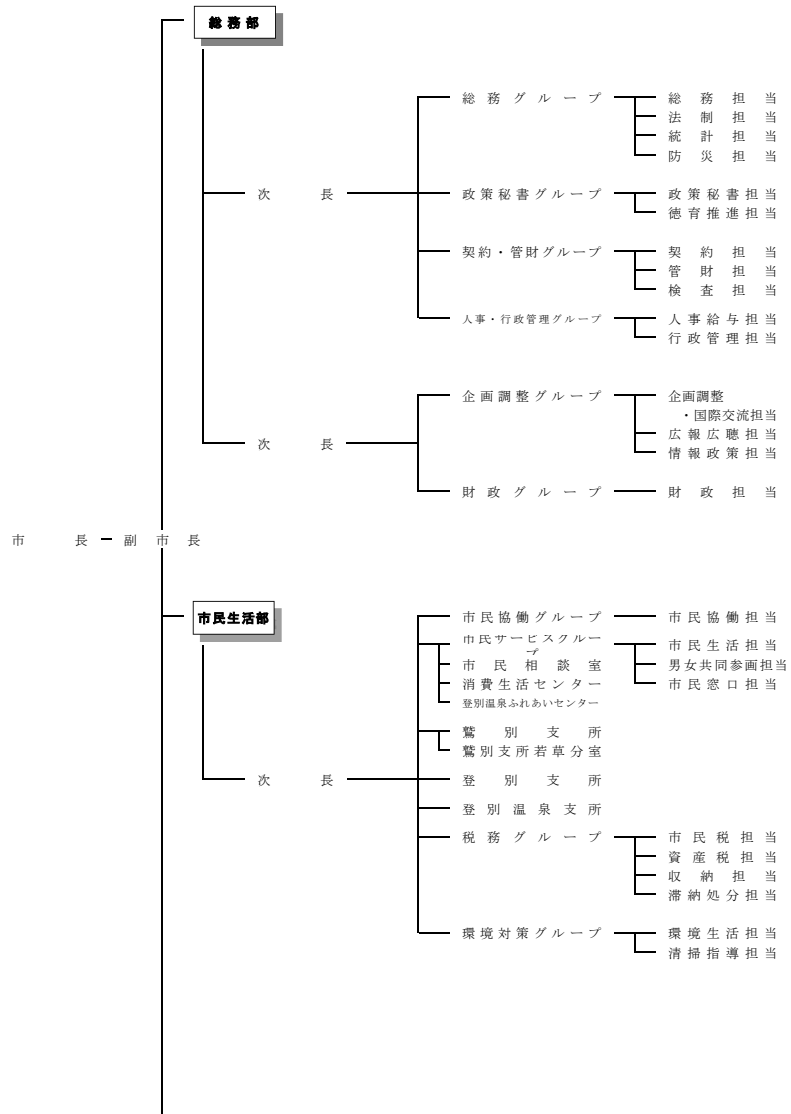 総務部
総務グループ 総務担当
法制担当
統計担当
防災担当
次長 政策秘書グループ 政策秘書担当
徳育推進担当
契約・管財グループ 契約担当
管財担当
検査担当
人事・行政管理グループ 人事給与担当
行政管理担当
企画調整グループ 企画調整
・国際交流担当
広報広聴担当
次長 情報政策担当
財政グループ 財政担当
市長 副市長
市民生活部 市民協働グループ 市民協働担当
市民サービスグルー
プ 市民生活担当
市民相談室 男女共同参画担当
消費生活センター 市民窓口担当
登別温泉ふれあいセンター
鷲別支所
鷲別支所若草分室
次長 登別支所
登別温泉支所
税務グループ 市民税担当
資産税担当
収納担当
滞納処分担当
環境対策グループ 環境生活担当
清掃指導担当